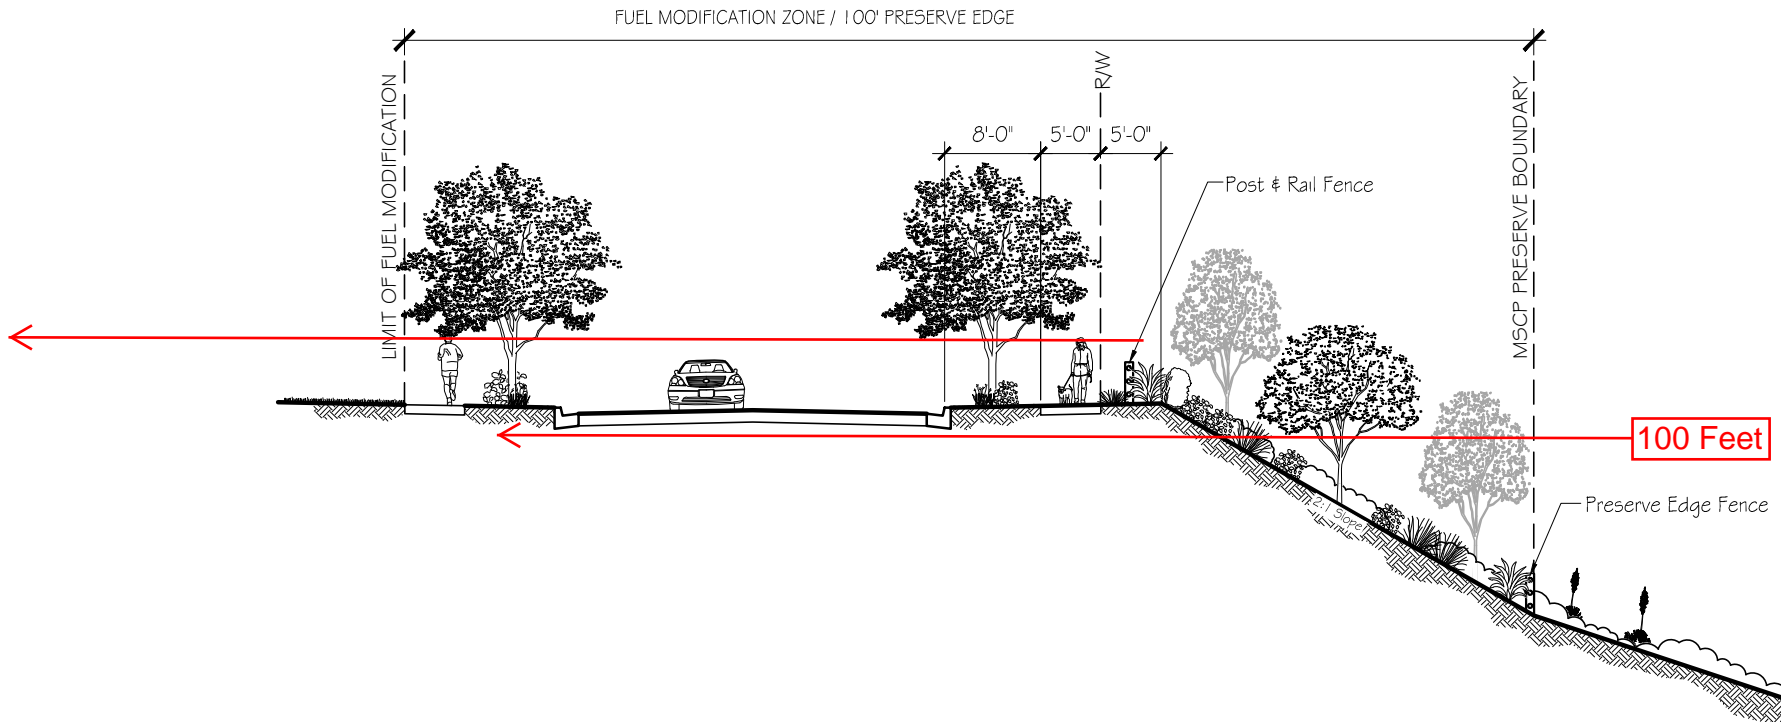 FUEL MODIFICATION ZONE / 100' PRESERVE EDGE
LIMIT OF FUEL MODIFICATION
R/W
MSCP PRESERVE BOUNDARY
8'-0"
5'-0"
5'-0"
Post & Rail Fence
100 Feet
2:1 Slope
Preserve Edge Fence